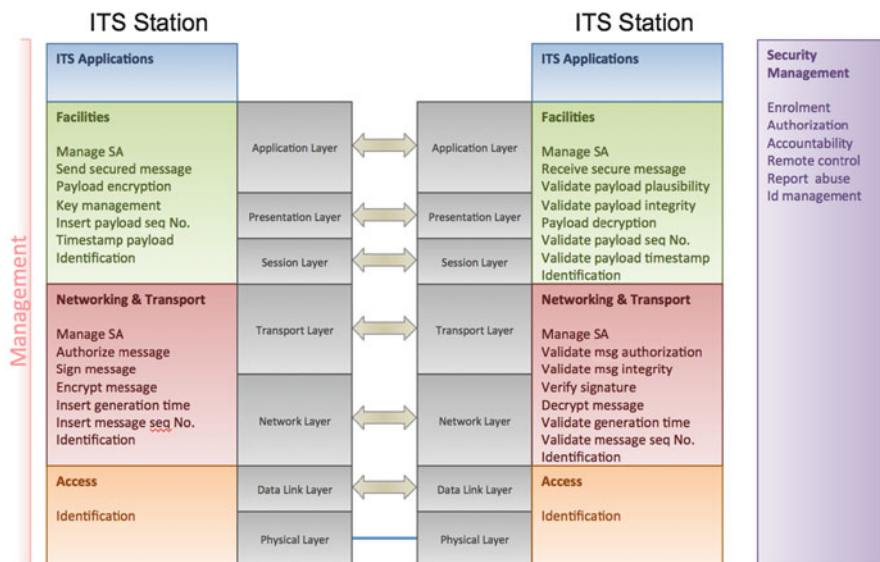 ITS Station
ITS Station
Management
ITS Applications
Facilities
Manage SA
Send secured message
Payload encryption
Key management
Insert payload seq No.
Timestamp payload
Identification
Networking & Transport
Manage SA
Authorize message
Sign message
Encrypt message
Insert generation time
Insert message seq No.
Identification
Access
Identification
Application Layer
Presentation Layer
Session Layer
Transport Layer
Network Layer
Data Link Layer
Physical Layer
Application Layer
Presentation Layer
Session Layer
Transport Layer
Network Layer
Data Link Layer
Physical Layer
ITS Applications
Facilities
Manage SA
Receive secure message
Validate payload plausibility
Validate payload integrity
Payload decryption
Validate payload seq No.
Validate payload timestamp
Identification
Networking & Transport
Manage SA
Validate msg authorization
Validate msg integrity
Verify signature
Decrypt message
Validate generation time
Validate message seq No.
Identification
Access
Identification
Security
Management
Enrolment
Authorization
Accountability
Remote control
Report abuse
Id management